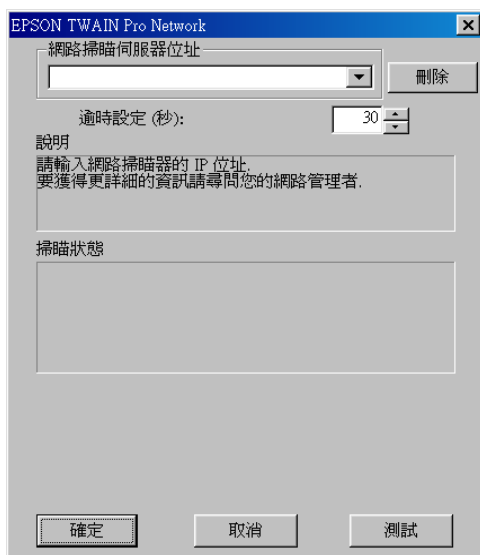 EPSON TWAIN Pro Network
網路掃瞄伺服器位址
刪除
逾時設定 (秒):
30
說明
請輸入網路掃瞄器的 IP 位址.
要獲得更詳細的資訊請尋問您的網路管理者.
掃瞄狀態
確定
取消
測試